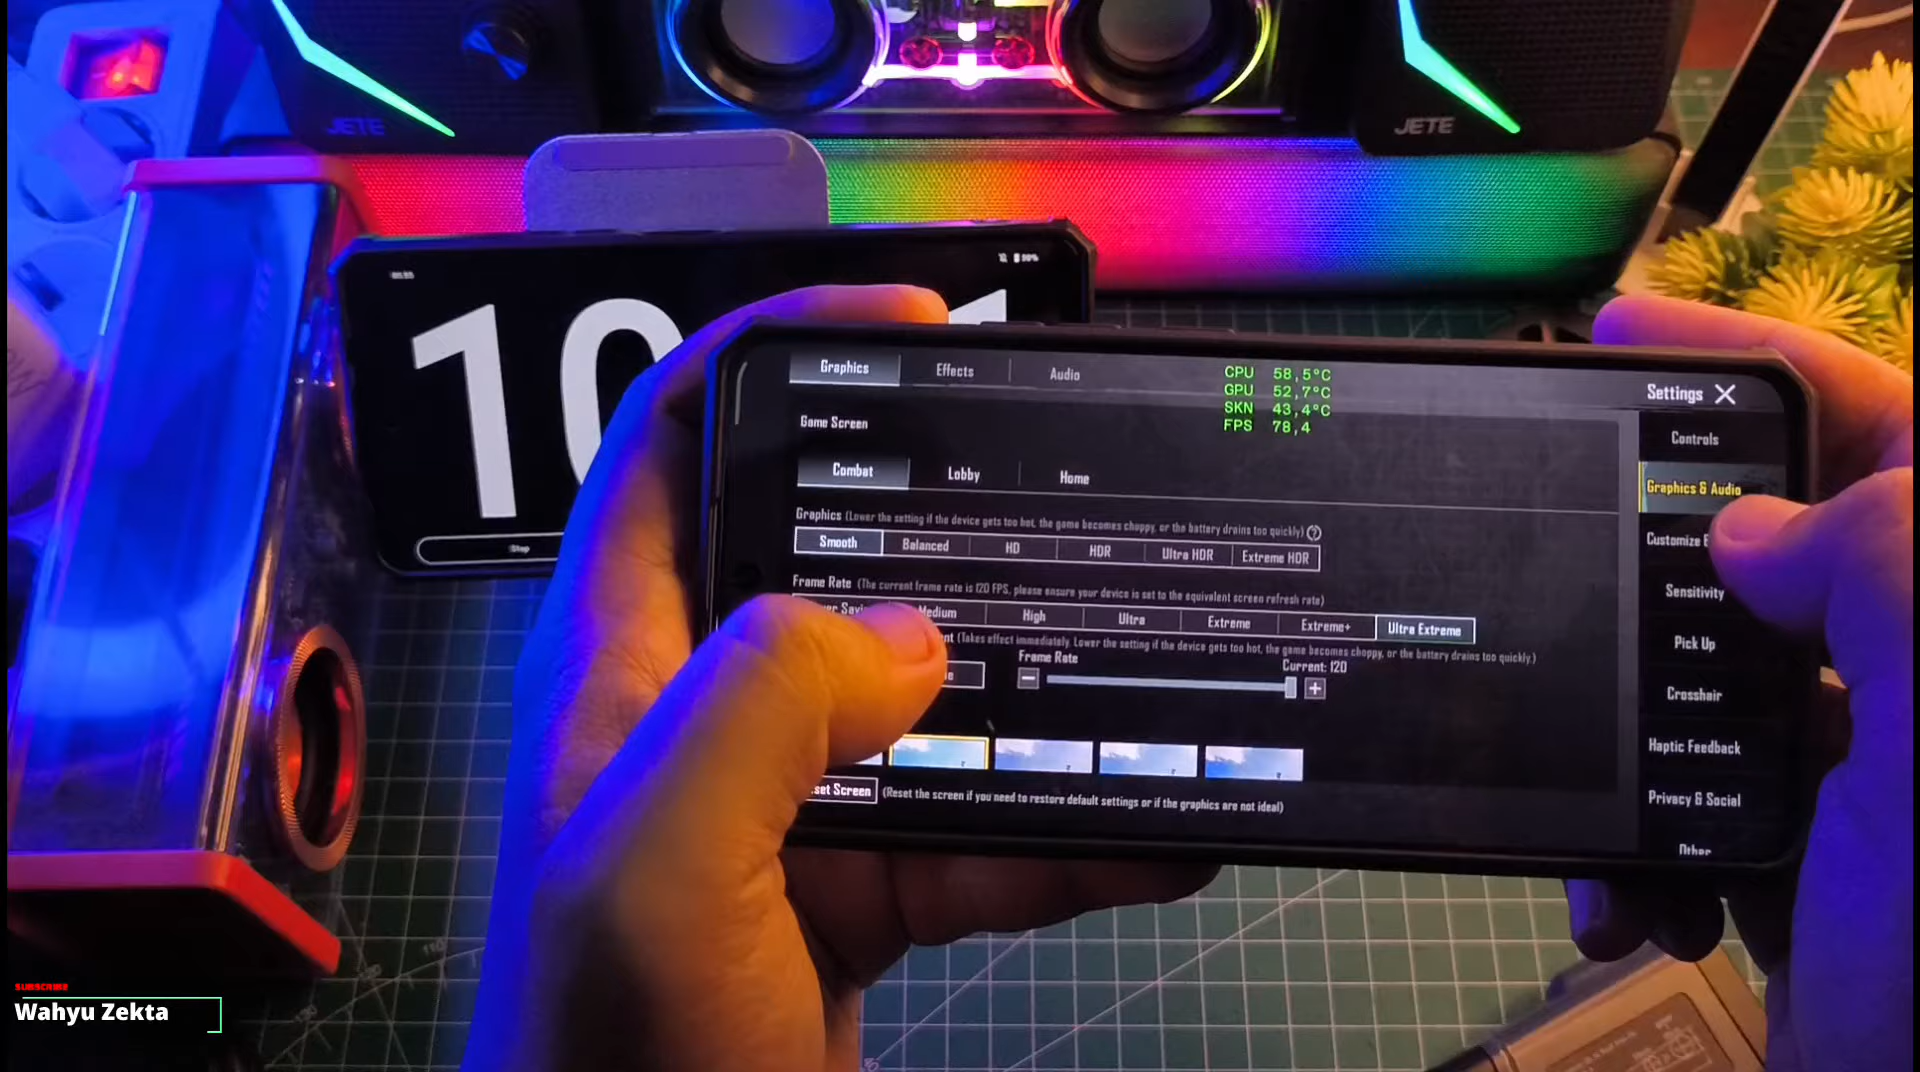 JETE
JETE
10
Stop
Graphics
Effects
Audio
CPU 58,5°C
GPU 52,7°C
SKN 43,4°C
FPS 78,4
Settings
Game Screen
Controls
Combat
Lobby
Home
Graphics & Audio
Graphics (Lower the setting if the device gets too hot, the game becomes choppy, or the battery drains too quickly)
Smooth
Balanced
HD
HDR
Ultra HDR
Extreme HDR
Customize
Frame Rate (The current frame rate is 120 FPS, please ensure your device is set to the equivalent screen refresh rate)
Medium
High
Ultra
Extreme
Extreme+
Ultra Extreme
Sensitivity
(Takes effect immediately. Lower the setting if the device gets too hot, the game becomes choppy, or the battery drains too quickly.)
Frame Rate
Current: 120
Pick Up
Crosshair
Haptic Feedback
set Screen (Reset the screen if you need to restore default settings or if the graphics are not ideal)
Privacy & Social
Other
SUBSCRIBE
Wahyu Zekta